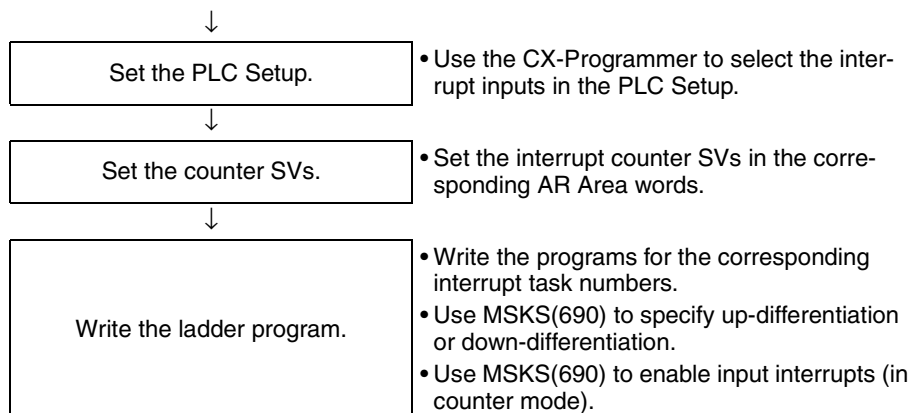 ↓
Set the PLC Setup.
• Use the CX-Programmer to select the inter-
rupt inputs in the PLC Setup.
↓
Set the counter SVs.
• Set the interrupt counter SVs in the corre-
sponding AR Area words.
↓
Write the ladder program.
• Write the programs for the corresponding
interrupt task numbers.
• Use MSKS(690) to specify up-differentiation
or down-differentiation.
• Use MSKS(690) to enable input interrupts (in
counter mode).